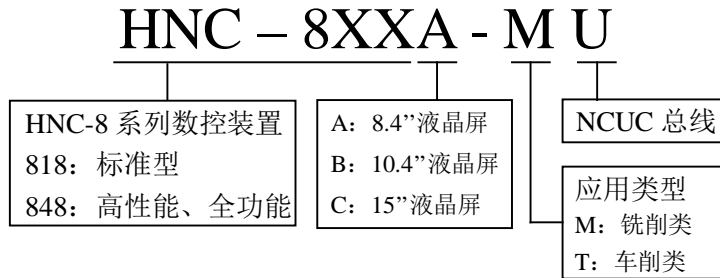 HNC – 8XXA - M U
HNC-8 系列数控装置
818：标准型
848：高性能、全功能
A：8.4”液晶屏
B：10.4”液晶屏
C：15”液晶屏
NCUC 总线
应用类型
M：铣削类
T：车削类